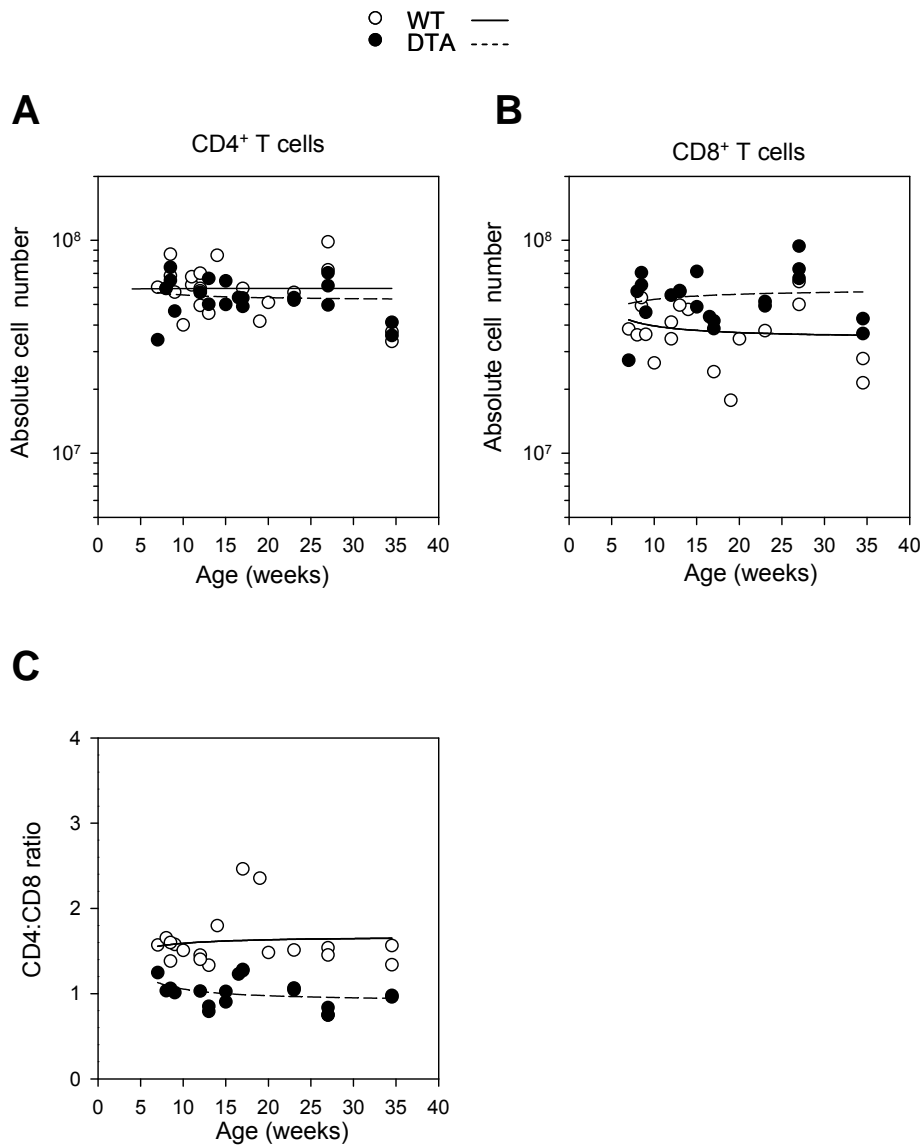 WT
DTA
A
CD4⁺ T cells
Absolute cell number
10⁸
10⁷
0 5 10 15 20 25 30 35 40
Age (weeks)
B
CD8⁺ T cells
Absolute cell number
10⁸
10⁷
0 5 10 15 20 25 30 35 40
Age (weeks)
C
CD4:CD8 ratio
4
3
2
1
0
0 5 10 15 20 25 30 35 40
Age (weeks)